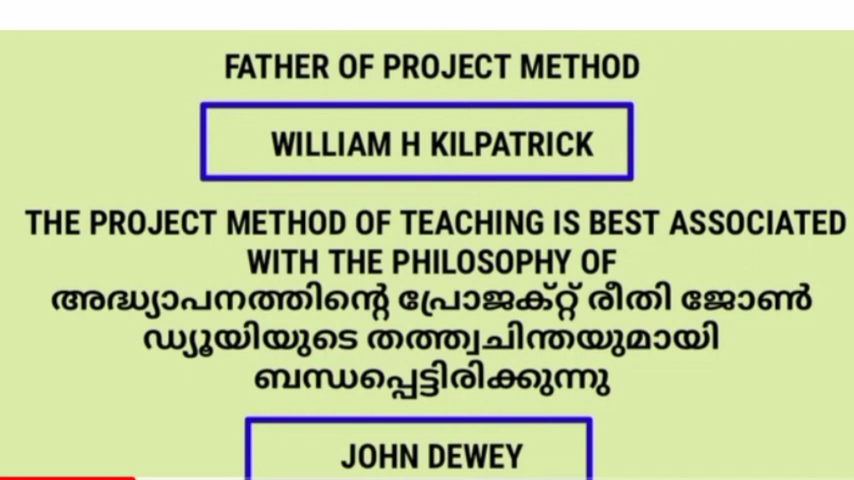 FATHER OF PROJECT METHOD
WILLIAM H KILPATRICK
THE PROJECT METHOD OF TEACHING IS BEST ASSOCIATED
WITH THE PHILOSOPHY OF
അദ്ധ്യാപനത്തിന്റെ പ്രോജക്റ്റ് രീതി ജോൺ
ഡ്യൂയിയുടെ തത്ത്വചിന്തയുമായി
ബന്ധപ്പെട്ടിരിക്കുന്നു
JOHN DEWEY